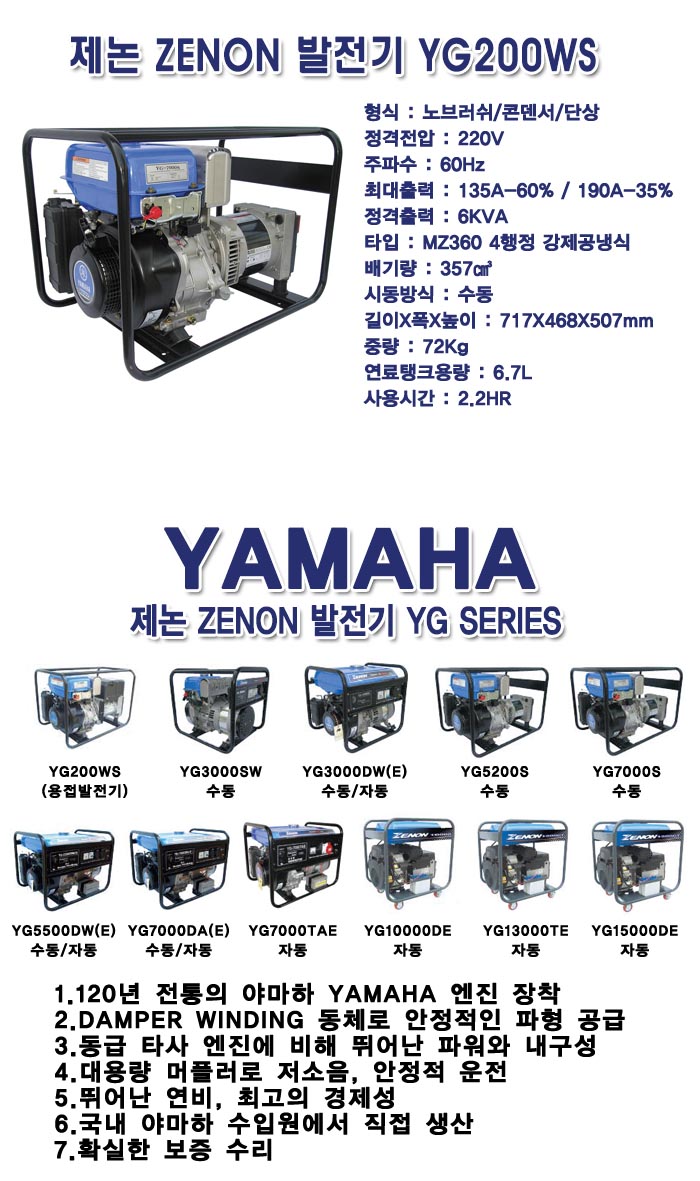 제논 ZENON 발전기 YG200WS
형식 : 노브러쉬/콘덴서/단상
정격전압 : 220V
주파수 : 60Hz
최대출력 : 135A-60% / 190A-35%
정격출력 : 6KVA
타입 : MZ360 4행정 강제공냉식
배기량 : 357㎤
시동방식 : 수동
길이X폭X높이 : 717X468X507mm
중량 : 72Kg
연료탱크용량 : 6.7L
사용시간 : 2.2HR
YAMAHA
YAMAHA
제논 ZENON 발전기 YG SERIES
YG200WS
(용접발전기)
YG3000SW
수동
YG3000DW(E)
수동/자동
YG5200S
수동
YG7000S
수동
ZENON
ZENON
ZENON
YG5500DW(E)
수동/자동
YG7000DA(E)
수동/자동
YG7000TAE
자동
YG10000DE
자동
YG13000TE
자동
YG15000DE
자동
1.120년 전통의 야마하 YAMAHA 엔진 장착
2.DAMPER WINDING 동체로 안정적인 파형 공급
3.동급 타사 엔진에 비해 뛰어난 파워와 내구성
4.대용량 머플러로 저소음, 안정적 운전
5.뛰어난 연비, 최고의 경제성
6.국내 야마하 수입원에서 직접 생산
7.확실한 보증 수리